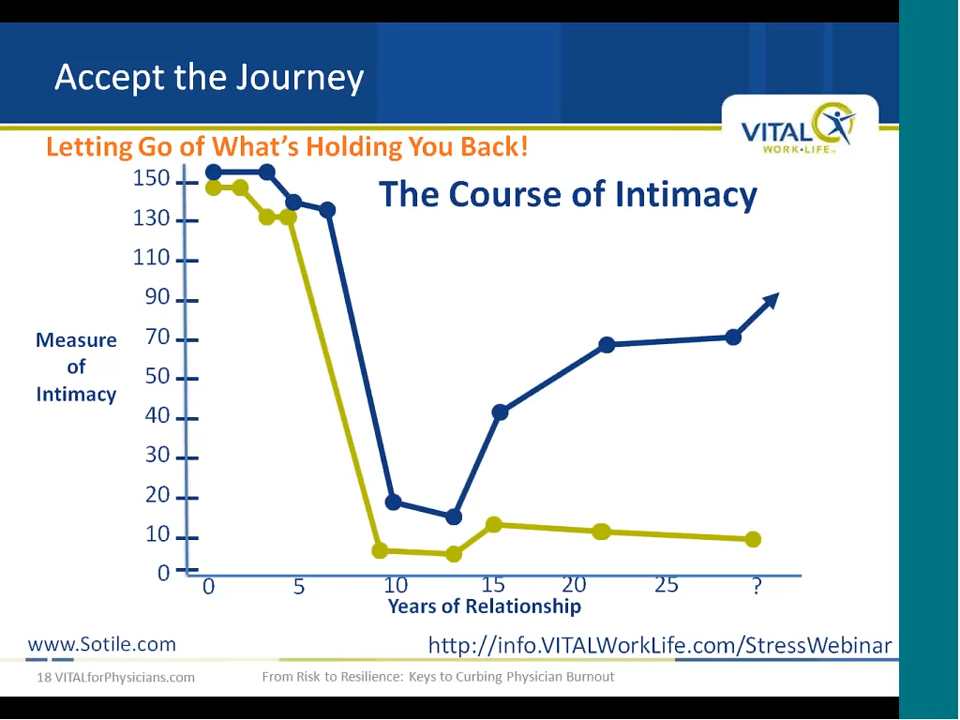 Accept the Journey
VITAL
WORK•LIFE™
Letting Go of What's Holding You Back!
The Course of Intimacy
150
130
110
90
70
50
40
30
20
10
0
Measure
of
Intimacy
0 5 10 15 20 25 ?
Years of Relationship
www.Sotile.com
http://info.VITALWorkLife.com/StressWebinar
18 VITALforPhysicians.com
From Risk to Resilience: Keys to Curbing Physician Burnout